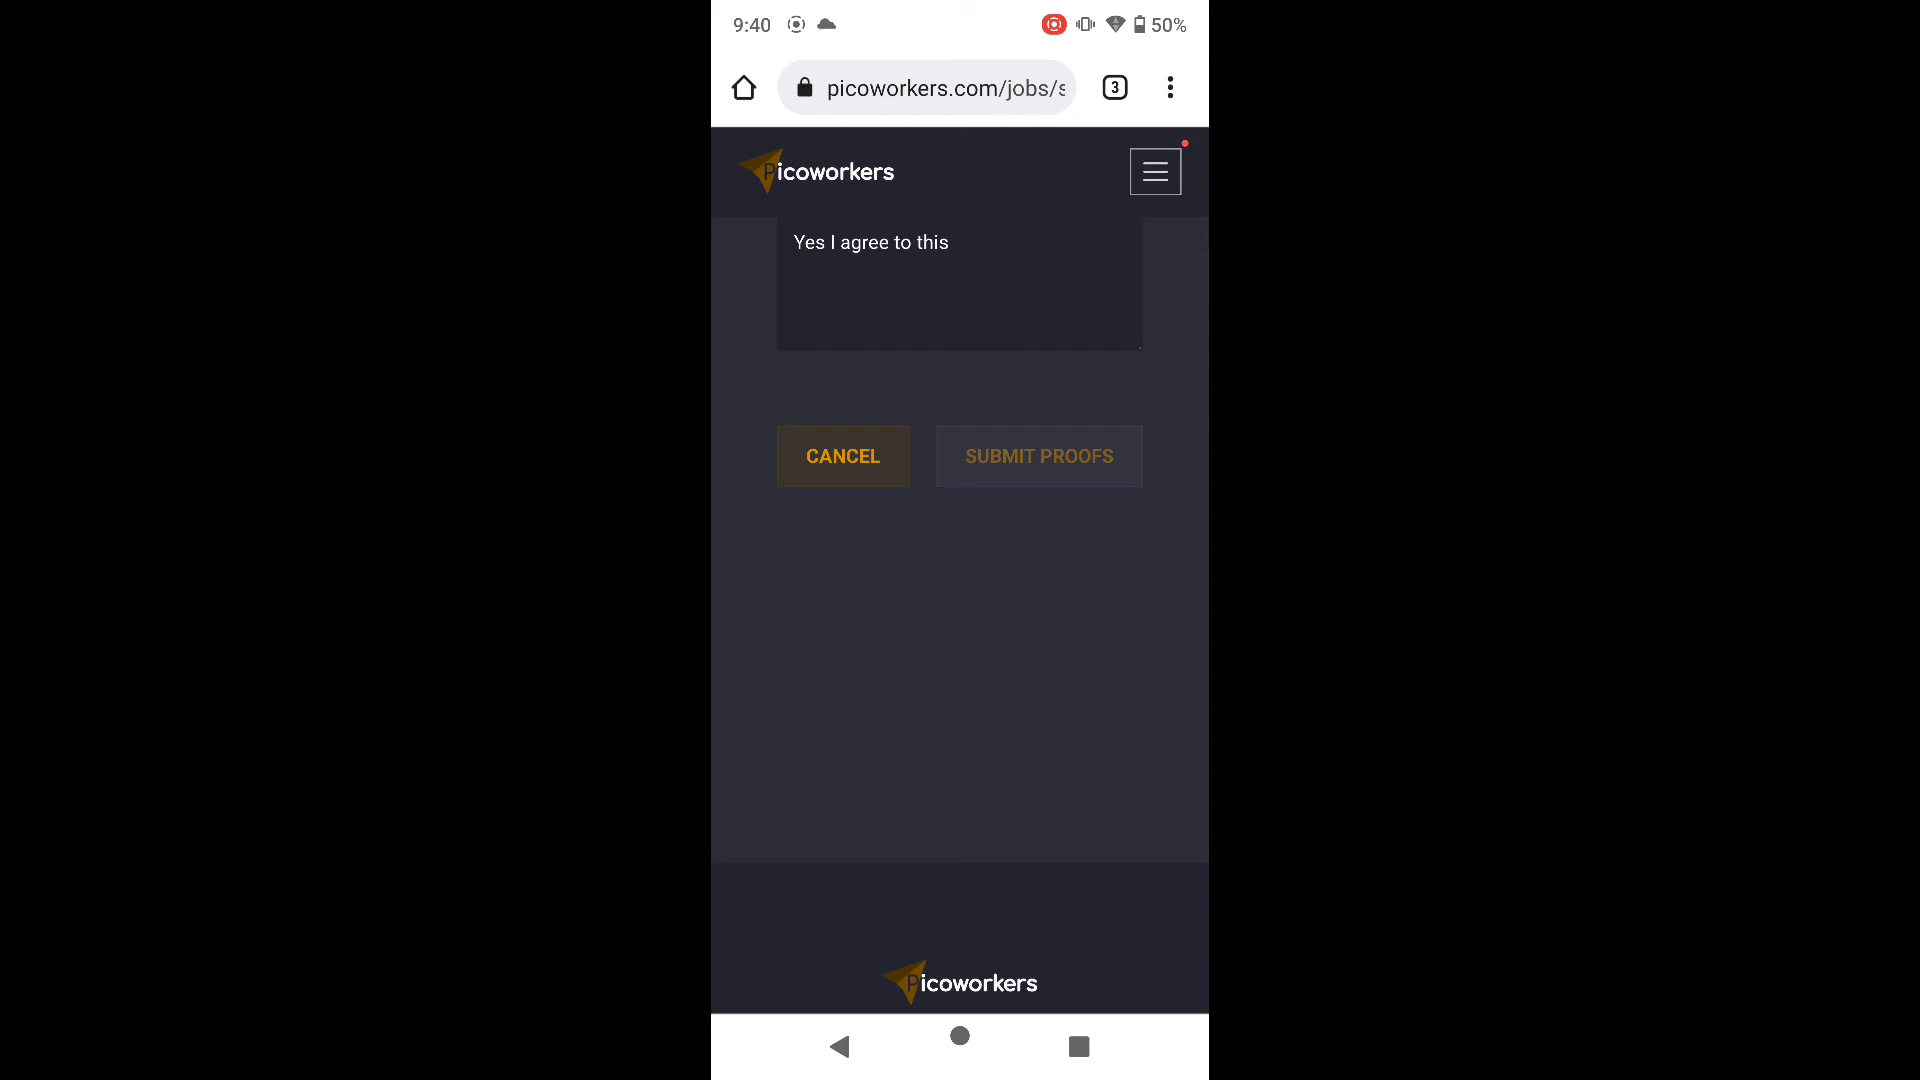 9:40 50%
picoworkers.com/jobs/s 3
Picoworkers
Yes I agree to this
CANCEL SUBMIT PROOFS
Picoworkers